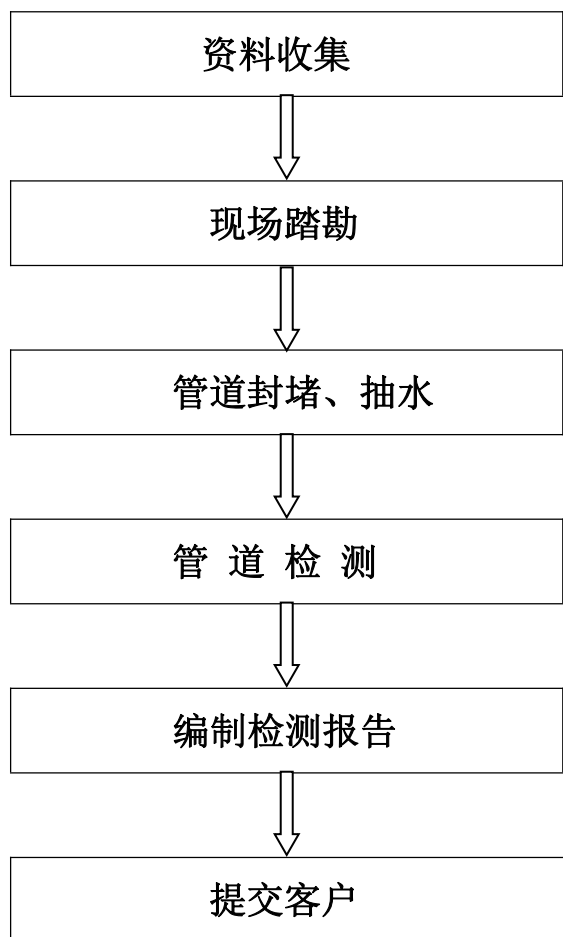 资料收集
现场踏勘
管道封堵、抽水
管 道 检 测
编制检测报告
提交客户